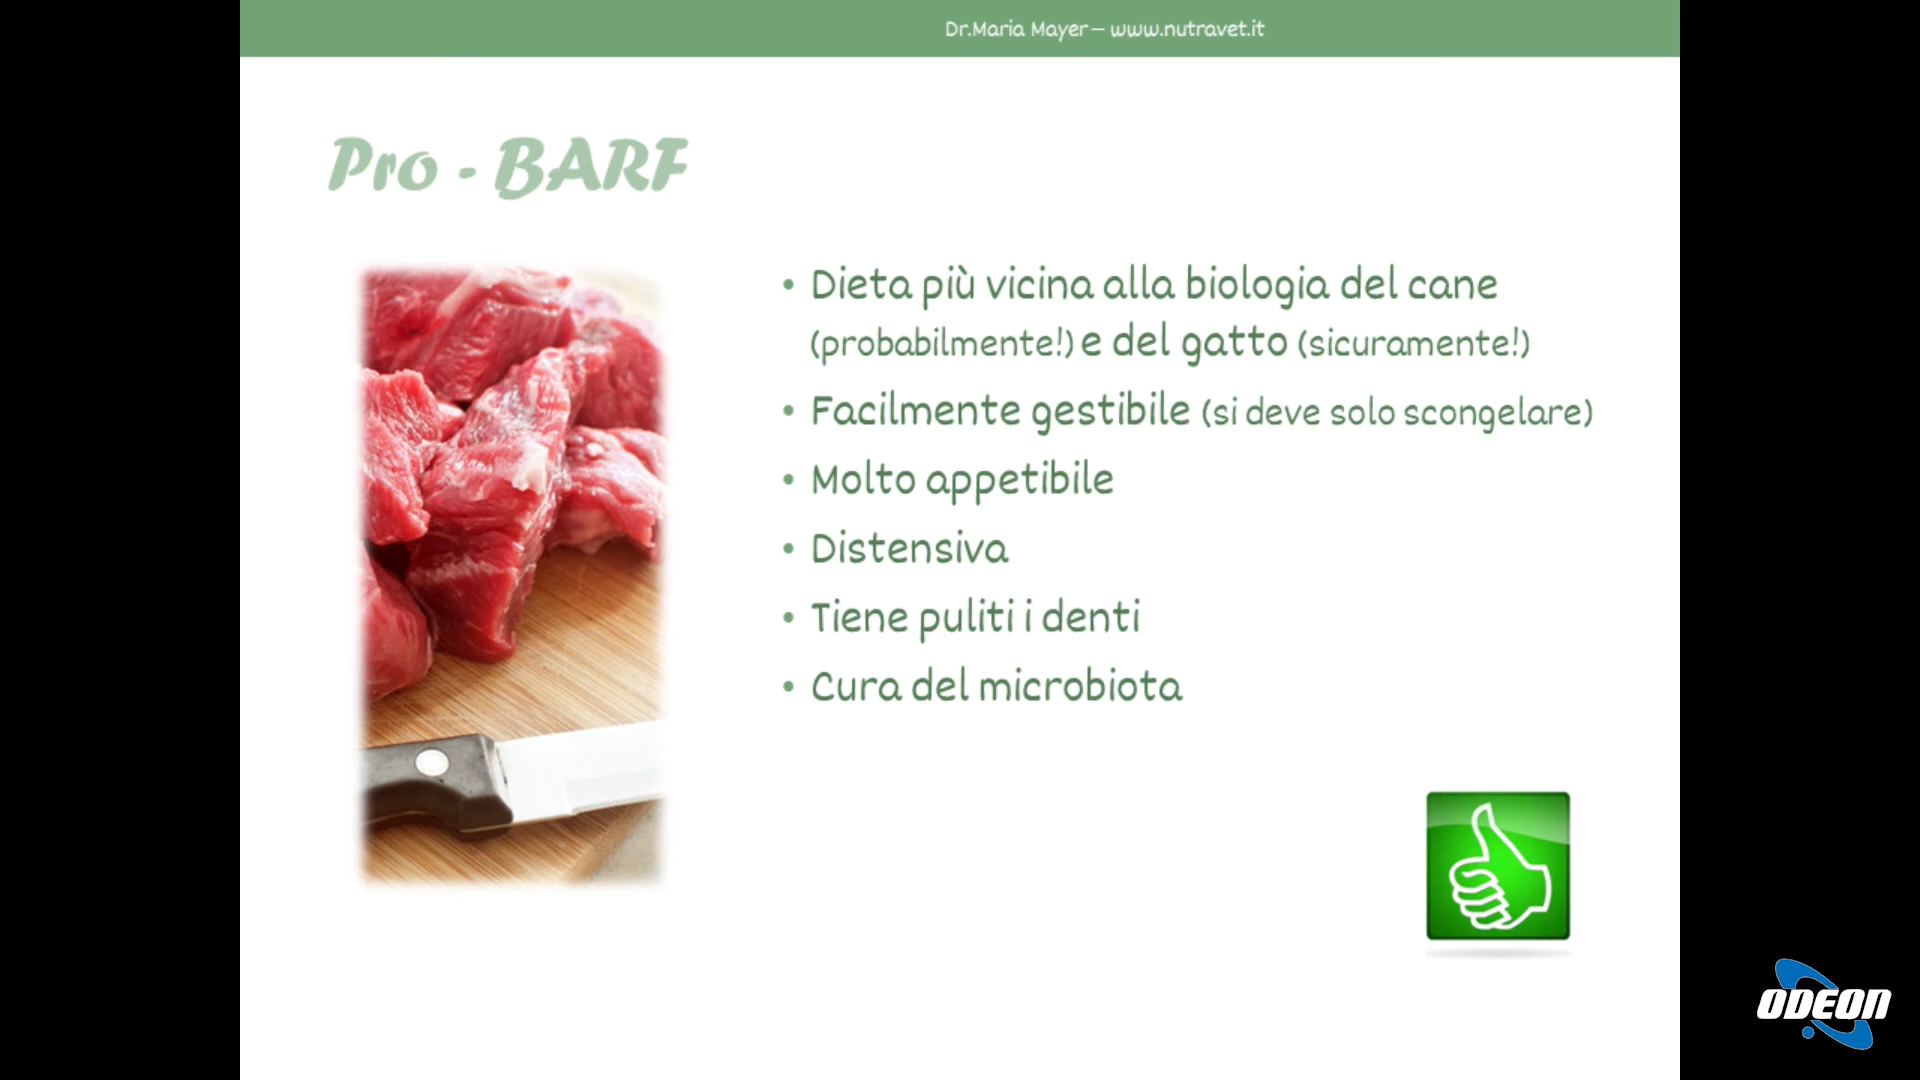 Dr.Maria Mayer – www.nutravet.it
Pro - BARF
• Dieta più vicina alla biologia del cane
(probabilmente!) e del gatto (sicuramente!)
• Facilmente gestibile (si deve solo scongelare)
• Molto appetibile
• Distensiva
• Tiene puliti i denti
• Cura del microbiota
ODEON